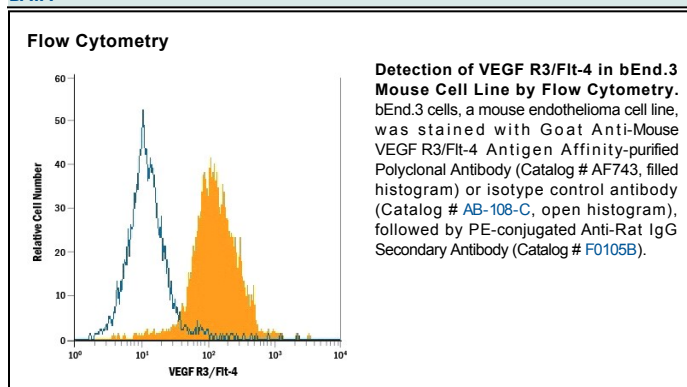 Flow Cytometry
60
50
40
30
20
10
0
Relative Cell Number
10⁰ 10¹ 10² 10³ 10⁴
VEGF R3/Flt-4
Detection of VEGF R3/Flt-4 in bEnd.3
Mouse Cell Line by Flow Cytometry.
bEnd.3 cells, a mouse endothelioma cell line,
was stained with Goat Anti-Mouse
VEGF R3/Flt-4 Antigen Affinity-purified
Polyclonal Antibody (Catalog # AF743, filled
histogram) or isotype control antibody
(Catalog # AB-108-C, open histogram),
followed by PE-conjugated Anti-Rat IgG
Secondary Antibody (Catalog # F0105B).